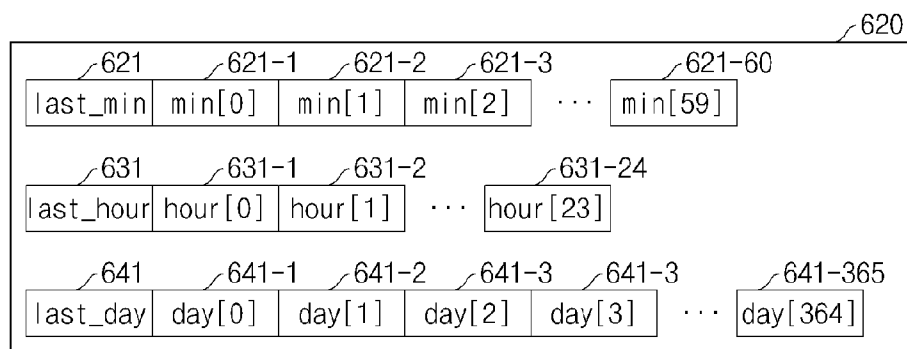 620
621 621-1 621-2 621-3 621-60
last_min min[0] min[1] min[2] ··· min[59]
631 631-1 631-2 631-24
last_hour hour[0] hour[1] ··· hour[23]
641 641-1 641-2 641-3 641-3 641-365
last_day day[0] day[1] day[2] day[3] ··· day[364]